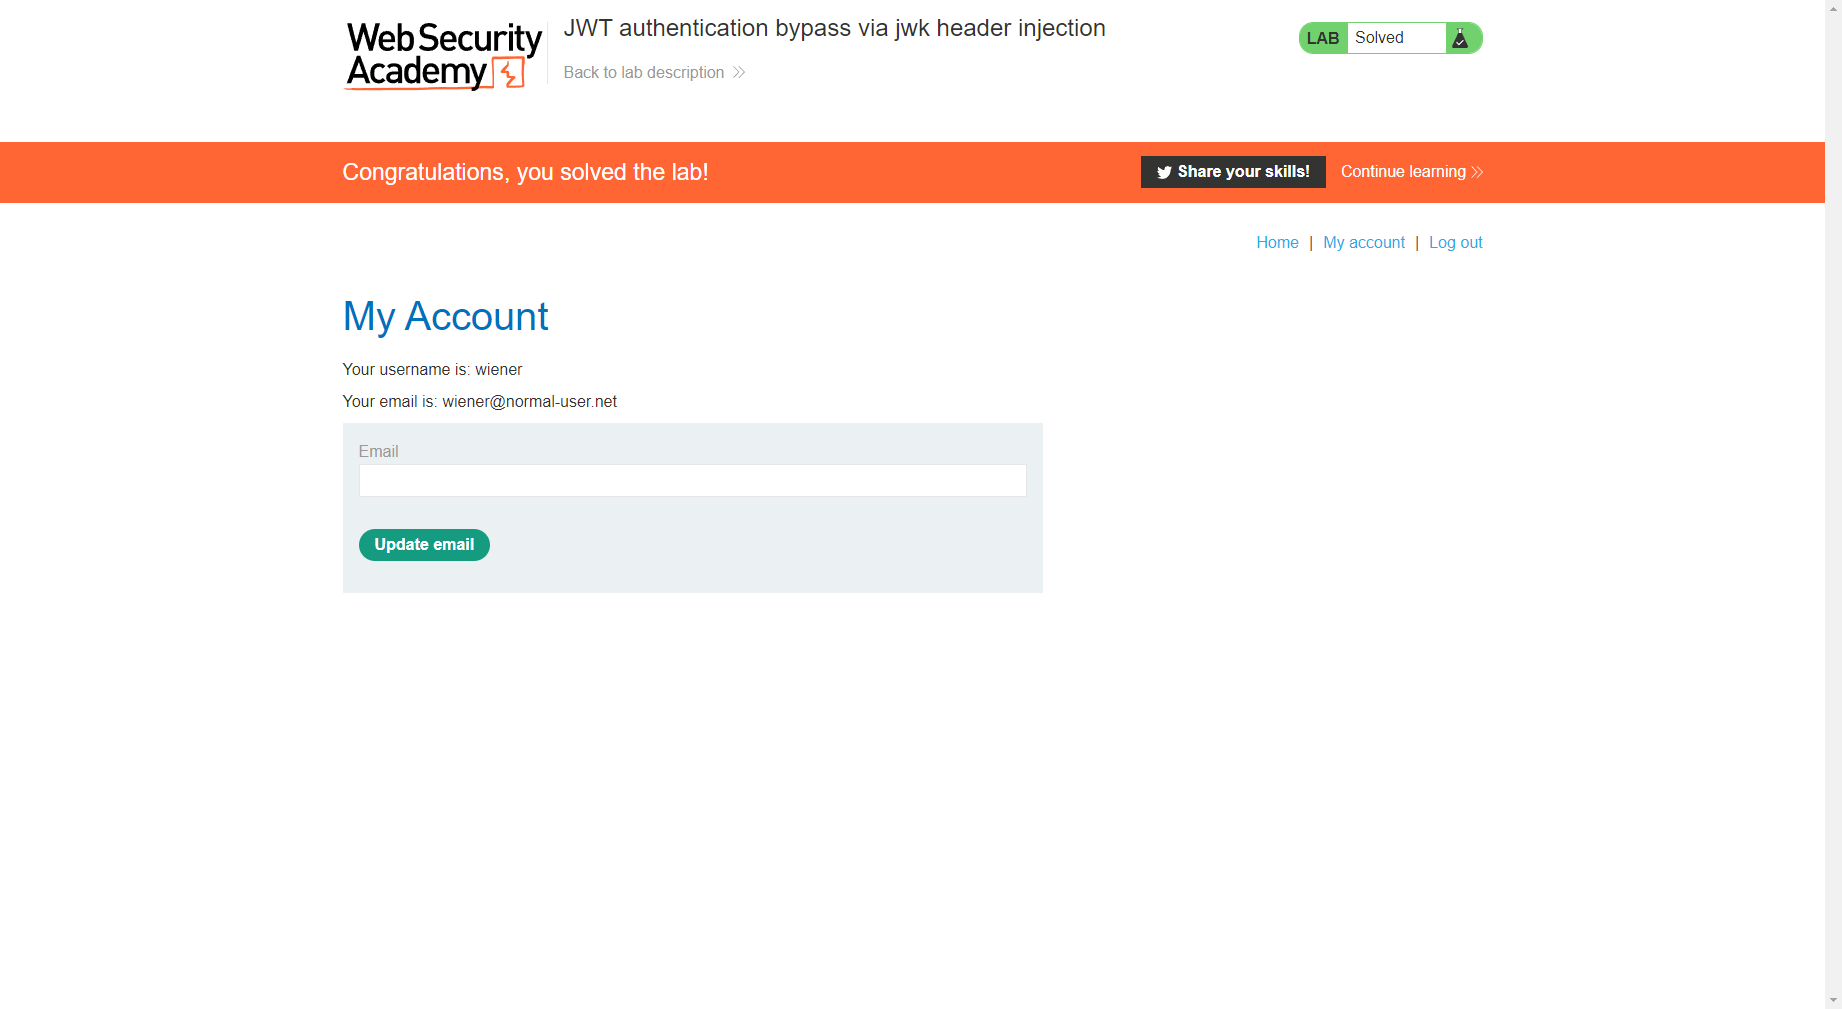 Web Security
Academy
JWT authentication bypass via jwk header injection
Back to lab description
LAB Solved
Congratulations, you solved the lab!
Share your skills!
Continue learning
Home | My account | Log out
My Account
Your username is: wiener
Your email is: wiener@normal-user.net
Email
Update email